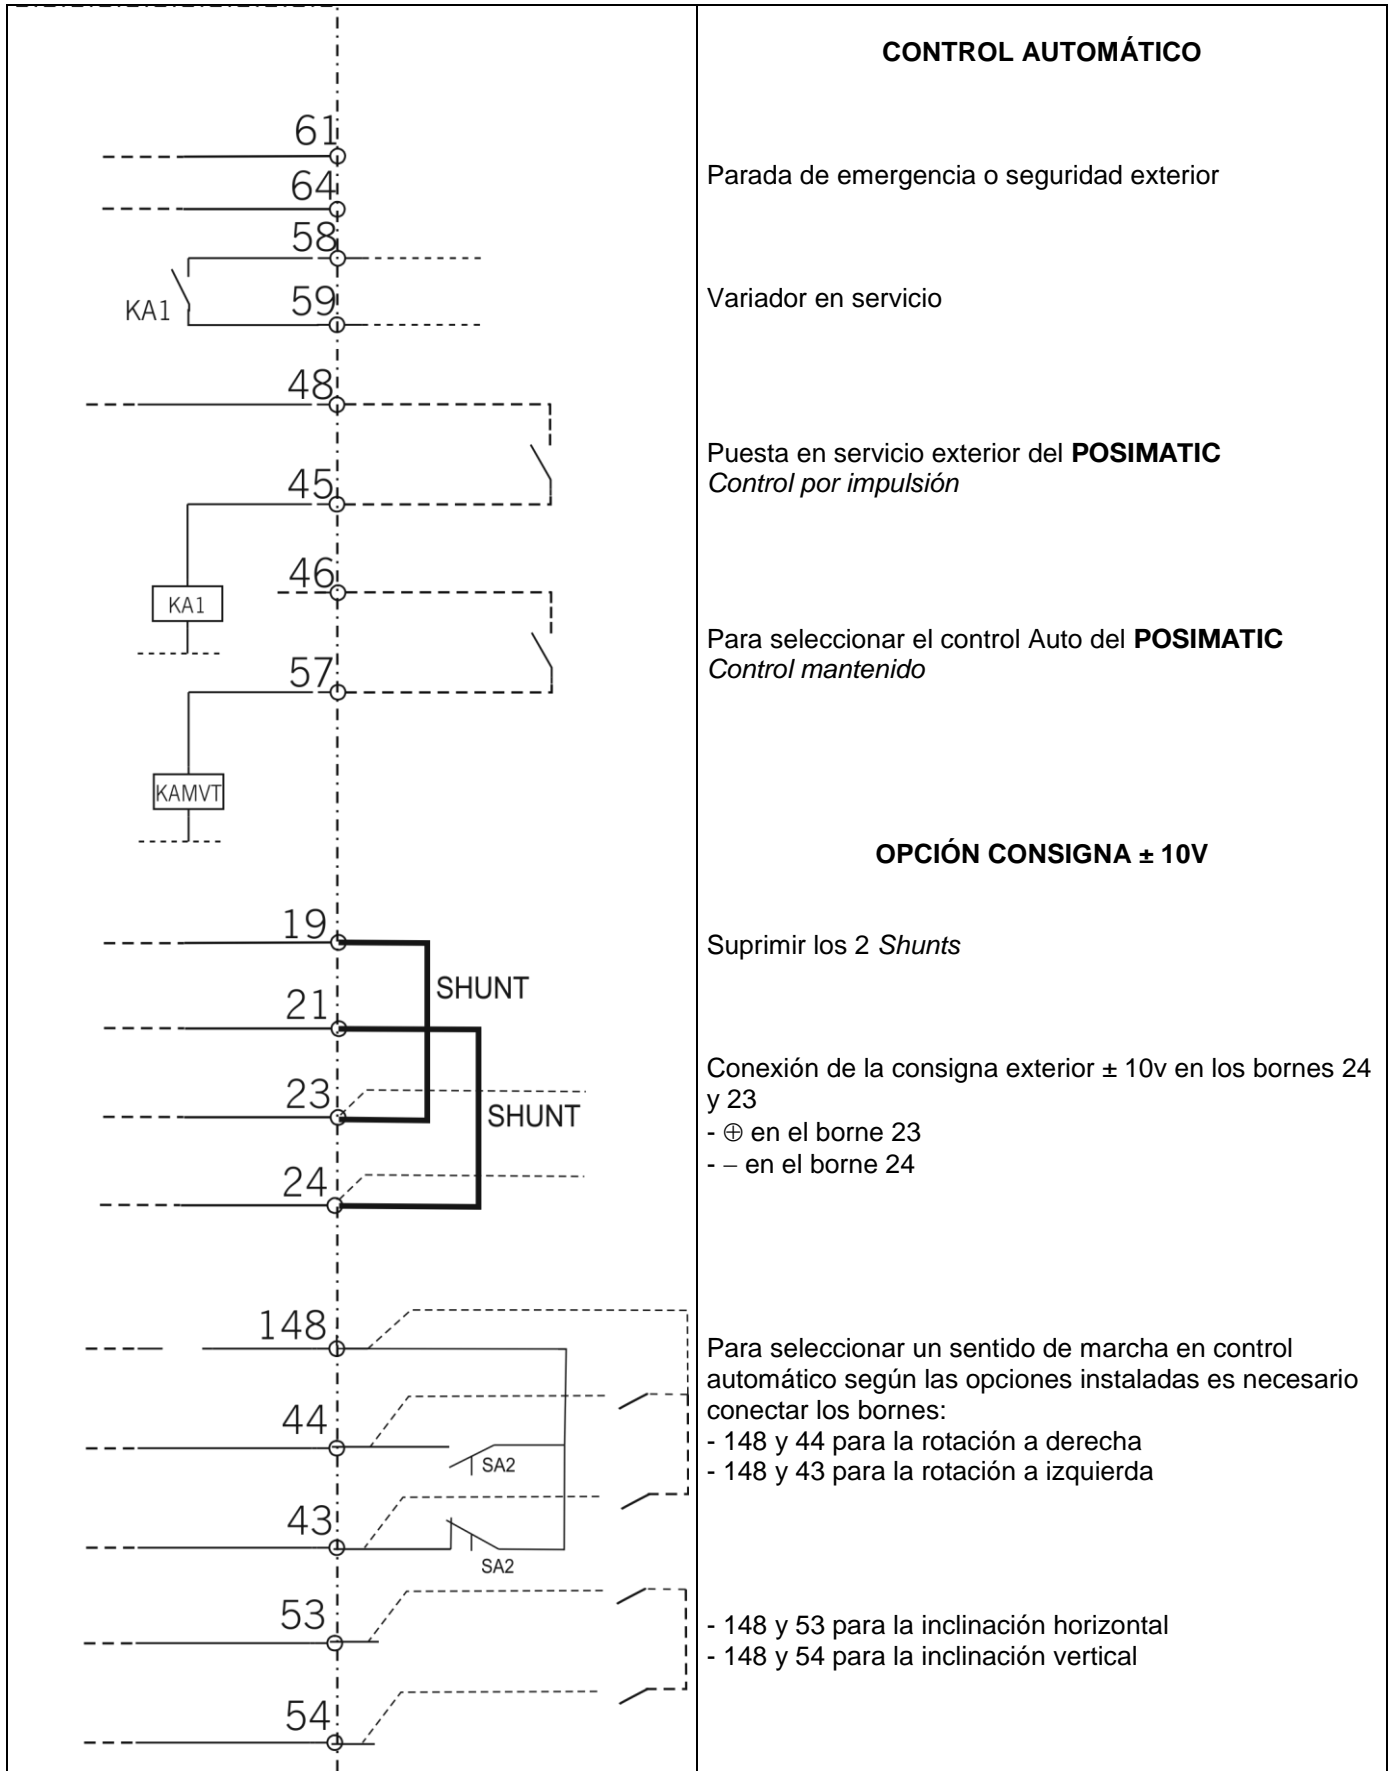 CONTROL AUTOMÁTICO
61
Parada de emergencia o seguridad exterior
64
58
KA1
59
Variador en servicio
48
Puesta en servicio exterior del POSIMATIC
Control por impulsión
45
46
KA1
Para seleccionar el control Auto del POSIMATIC
Control mantenido
57
KAMVT
OPCIÓN CONSIGNA ± 10V
19
Suprimir los 2 Shunts
SHUNT
21
Conexión de la consigna exterior ± 10v en los bornes 24
y 23
- ⊕ en el borne 23
- − en el borne 24
23
SHUNT
24
148
Para seleccionar un sentido de marcha en control
automático según las opciones instaladas es necesario
conectar los bornes:
- 148 y 44 para la rotación a derecha
- 148 y 43 para la rotación a izquierda
44
SA2
43
SA2
53
- 148 y 53 para la inclinación horizontal
- 148 y 54 para la inclinación vertical
54